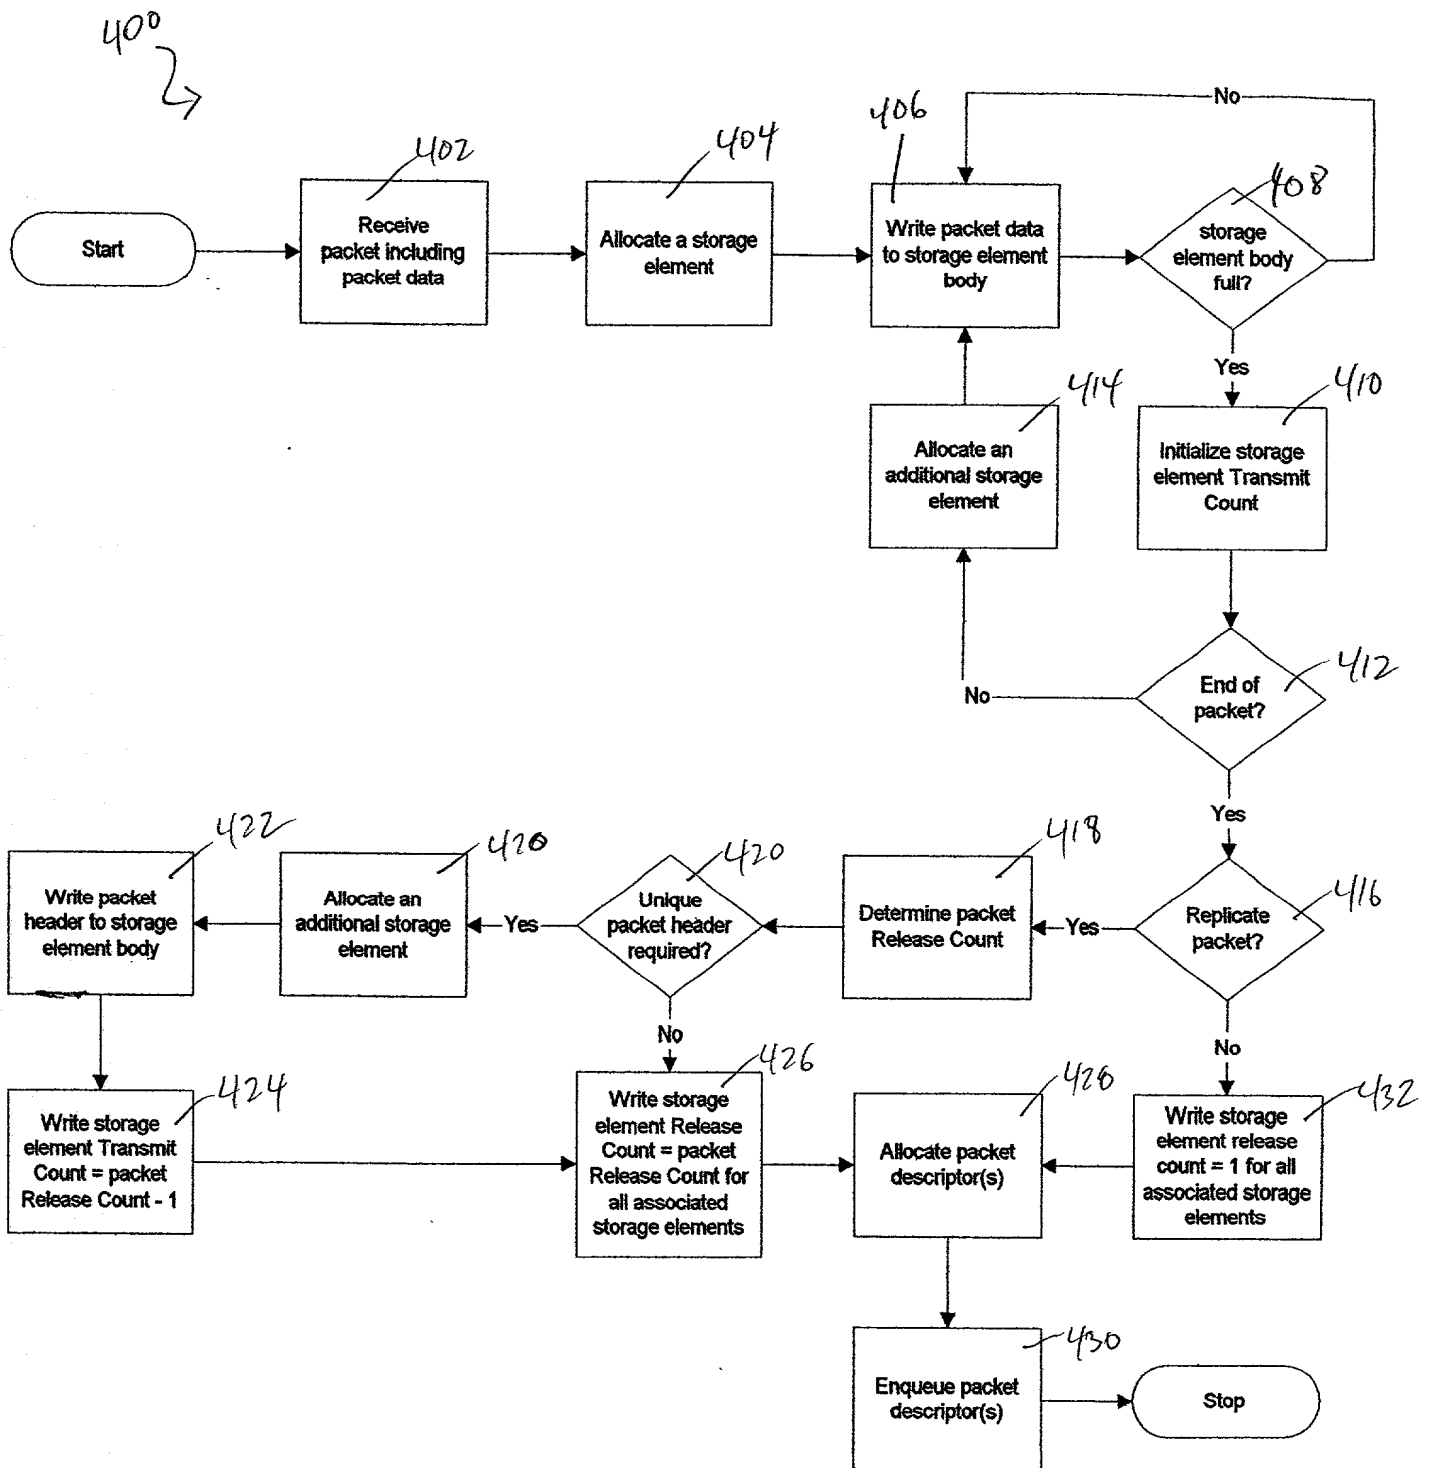 400
402
404
406
No
408
Start
Receive
packet including
packet data
Allocate a storage
element
Write packet data
to storage element
body
storage
element body
full?
Yes
414
410
Allocate an
additional storage
element
Initialize storage
element Transmit
Count
412
End of
packet?
No
Yes
422
420
420
418
416
Write packet
header to storage
element body
Allocate an
additional storage
element
Yes
Unique
packet header
required?
Determine packet
Release Count
Yes
Replicate
packet?
No
No
424
426
428
432
Write storage
element Transmit
Count = packet
Release Count - 1
Write storage
element Release
Count = packet
Release Count for
all associated
storage elements
Allocate packet
descriptor(s)
Write storage
element release
count = 1 for all
associated storage
elements
430
Enqueue packet
descriptor(s)
Stop